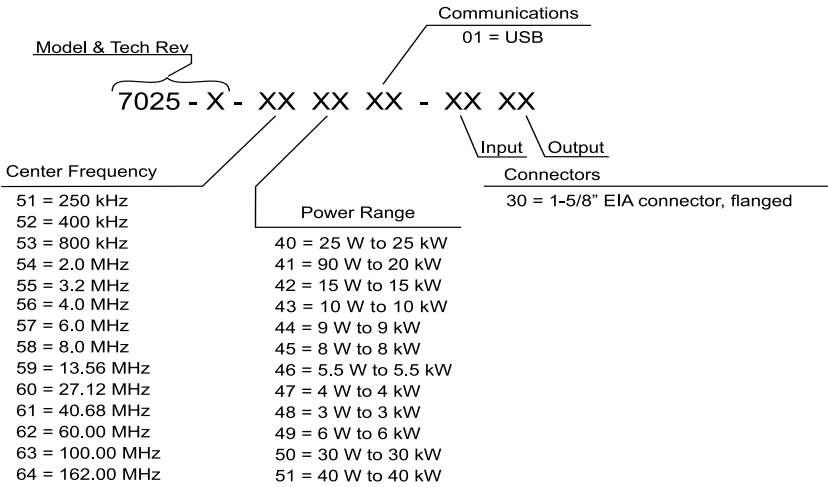 Communications
01 = USB
Model & Tech Rev
7025 - X - XX XX XX - XX XX
Input
Output
Connectors
30 = 1-5/8” EIA connector, flanged
Center Frequency
51 = 250 kHz
52 = 400 kHz
53 = 800 kHz
54 = 2.0 MHz
55 = 3.2 MHz
56 = 4.0 MHz
57 = 6.0 MHz
58 = 8.0 MHz
59 = 13.56 MHz
60 = 27.12 MHz
61 = 40.68 MHz
62 = 60.00 MHz
63 = 100.00 MHz
64 = 162.00 MHz
Power Range
40 = 25 W to 25 kW
41 = 90 W to 20 kW
42 = 15 W to 15 kW
43 = 10 W to 10 kW
44 = 9 W to 9 kW
45 = 8 W to 8 kW
46 = 5.5 W to 5.5 kW
47 = 4 W to 4 kW
48 = 3 W to 3 kW
49 = 6 W to 6 kW
50 = 30 W to 30 kW
51 = 40 W to 40 kW